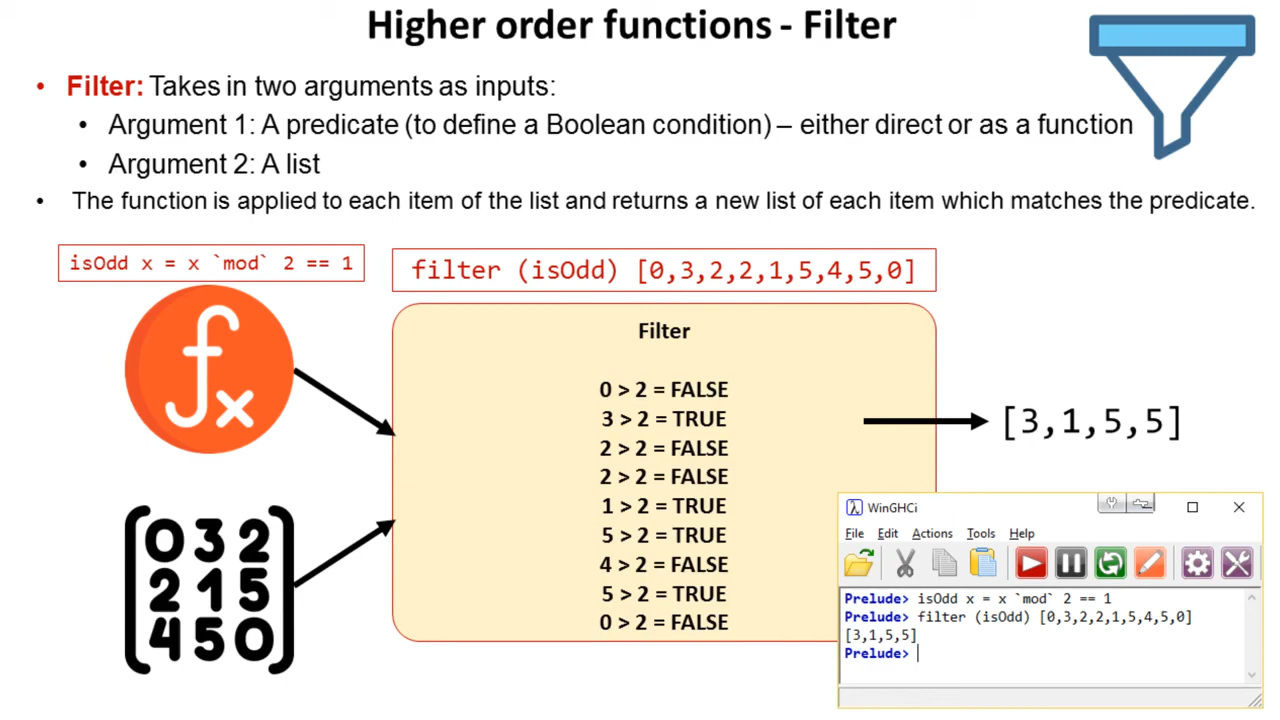 Higher order functions - Filter
• Filter: Takes in two arguments as inputs:
• Argument 1: A predicate (to define a Boolean condition) – either direct or as a function
• Argument 2: A list
• The function is applied to each item of the list and returns a new list of each item which matches the predicate.
isOdd x = x `mod` 2 == 1
filter (isOdd) [0,3,2,2,1,5,4,5,0]
fx
0 3 2
2 1 5
4 5 0
Filter
0 > 2 = FALSE
3 > 2 = TRUE
2 > 2 = FALSE
2 > 2 = FALSE
1 > 2 = TRUE
5 > 2 = TRUE
4 > 2 = FALSE
5 > 2 = TRUE
0 > 2 = FALSE
[3,1,5,5]
WinGHCi
File Edit Actions Tools Help
Prelude> isOdd x = x `mod` 2 == 1
Prelude> filter (isOdd) [0,3,2,2,1,5,4,5,0]
[3,1,5,5]
Prelude>